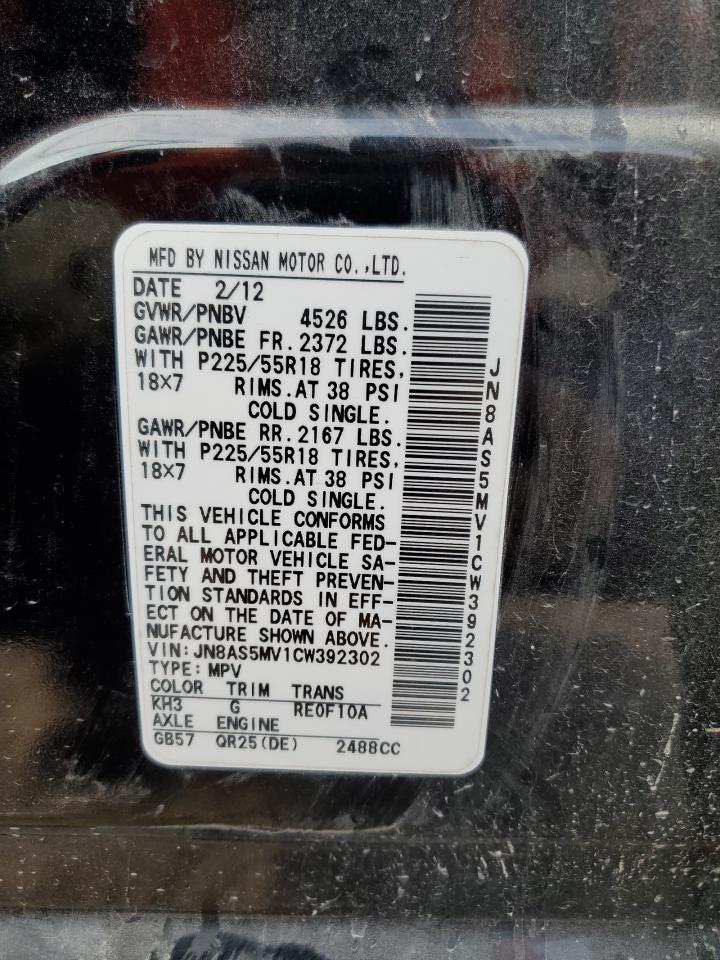 MFD BY NISSAN MOTOR CO.,LTD.
DATE 2/12
GVWR/PNBV 4526 LBS.
GAWR/PNBE FR.2372 LBS.
WITH P225/55R18 TIRES,
18×7 RIMS.AT 38 PSI
COLD SINGLE.
GAWR/PNBE RR.2167 LBS.
WITH P225/55R18 TIRES,
18×7 RIMS.AT 38 PSI
COLD SINGLE.
THIS VEHICLE CONFORMS
TO ALL APPLICABLE FED-
ERAL MOTOR VEHICLE SA-
FETY AND THEFT PREVEN-
TION STANDARDS IN EFF-
ECT ON THE DATE OF MA-
NUFACTURE SHOWN ABOVE.
VIN:JN8AS5MV1CW392302
TYPE:MPV
COLOR TRIM TRANS
KH3 G RE0F10A
AXLE ENGINE
GB57 QR25(DE) 2488CC
JN8AS5MV1CW392302